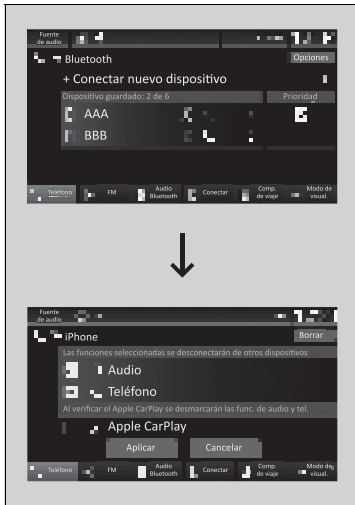 Fuente
de audio
Bluetooth
Opciones
+ Conectar nuevo dispositivo
Dispositivo guardado: 2 de 6
Prioridad
AAA
BBB
Teléfono
FM
Audio
Bluetooth
Conectar
Comp.
de viaje
Modo de
visual.
Fuente
de audio
iPhone
Borrar
Las funciones seleccionadas se desconectarán de otros dispositivos
Audio
Teléfono
Al verificar el Apple CarPlay se desmarcarán las func. de audio y tel.
Apple CarPlay
Aplicar
Cancelar
Teléfono
FM
Audio
Bluetooth
Conectar
Comp.
de viaje
Modo de
visual.